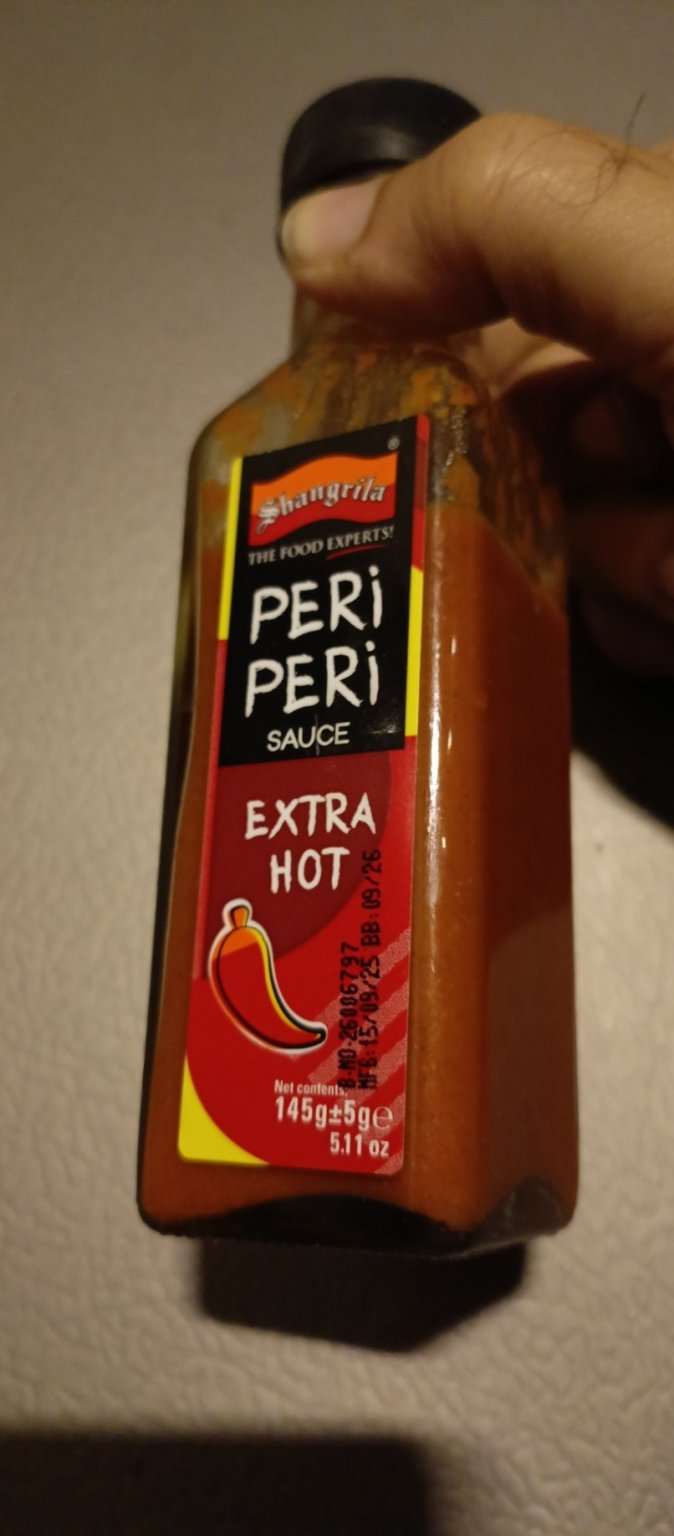 Shangrila®
THE FOOD EXPERTS!
PERi
PERi
SAUCE
EXTRA
HOT
B-NO-26006797
MFG:15/09/25 BB:09/26
Net contents:
145g±5g℮
5.11 oz